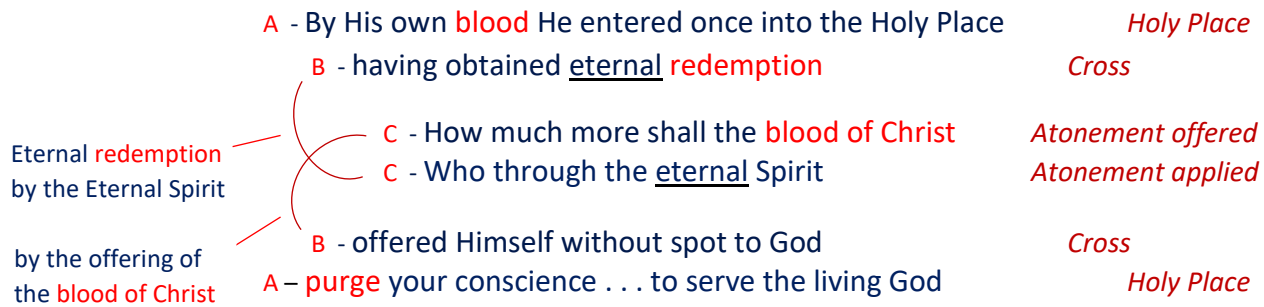 A - By His own blood He entered once into the Holy Place Holy Place
B - having obtained eternal redemption Cross
C - How much more shall the blood of Christ Atonement offered
Eternal redemption
C - Who through the eternal Spirit Atonement applied
by the Eternal Spirit
B - offered Himself without spot to God Cross
by the offering of
A – purge your conscience . . . to serve the living God Holy Place
the blood of Christ